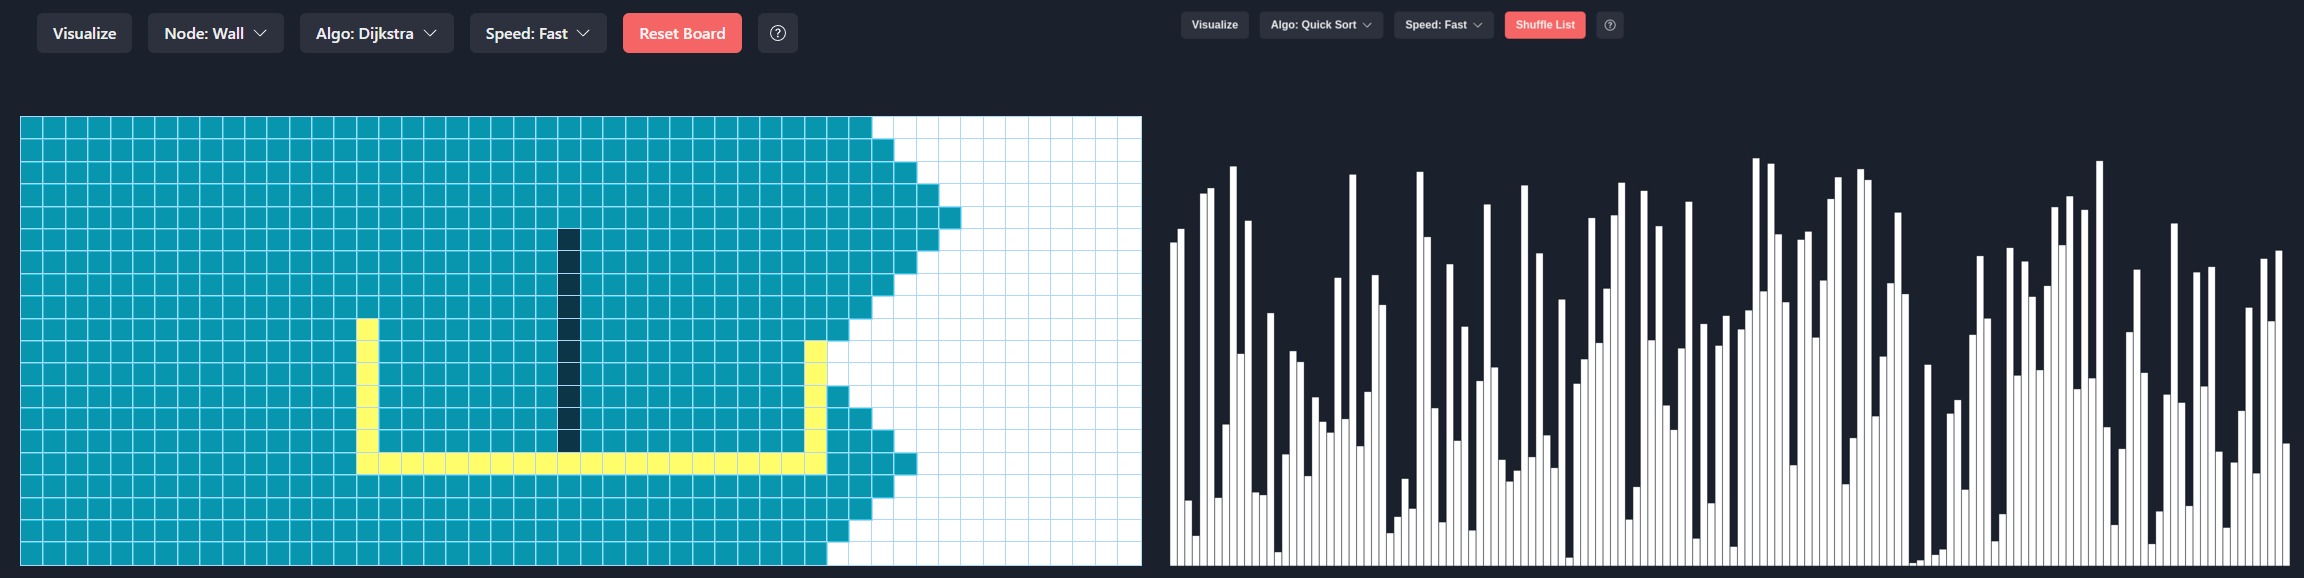 Visualize
Node: Wall
Algo: Dijkstra
Speed: Fast
Reset Board
?
Visualize
Algo: Quick Sort
Speed: Fast
Shuffle List
?